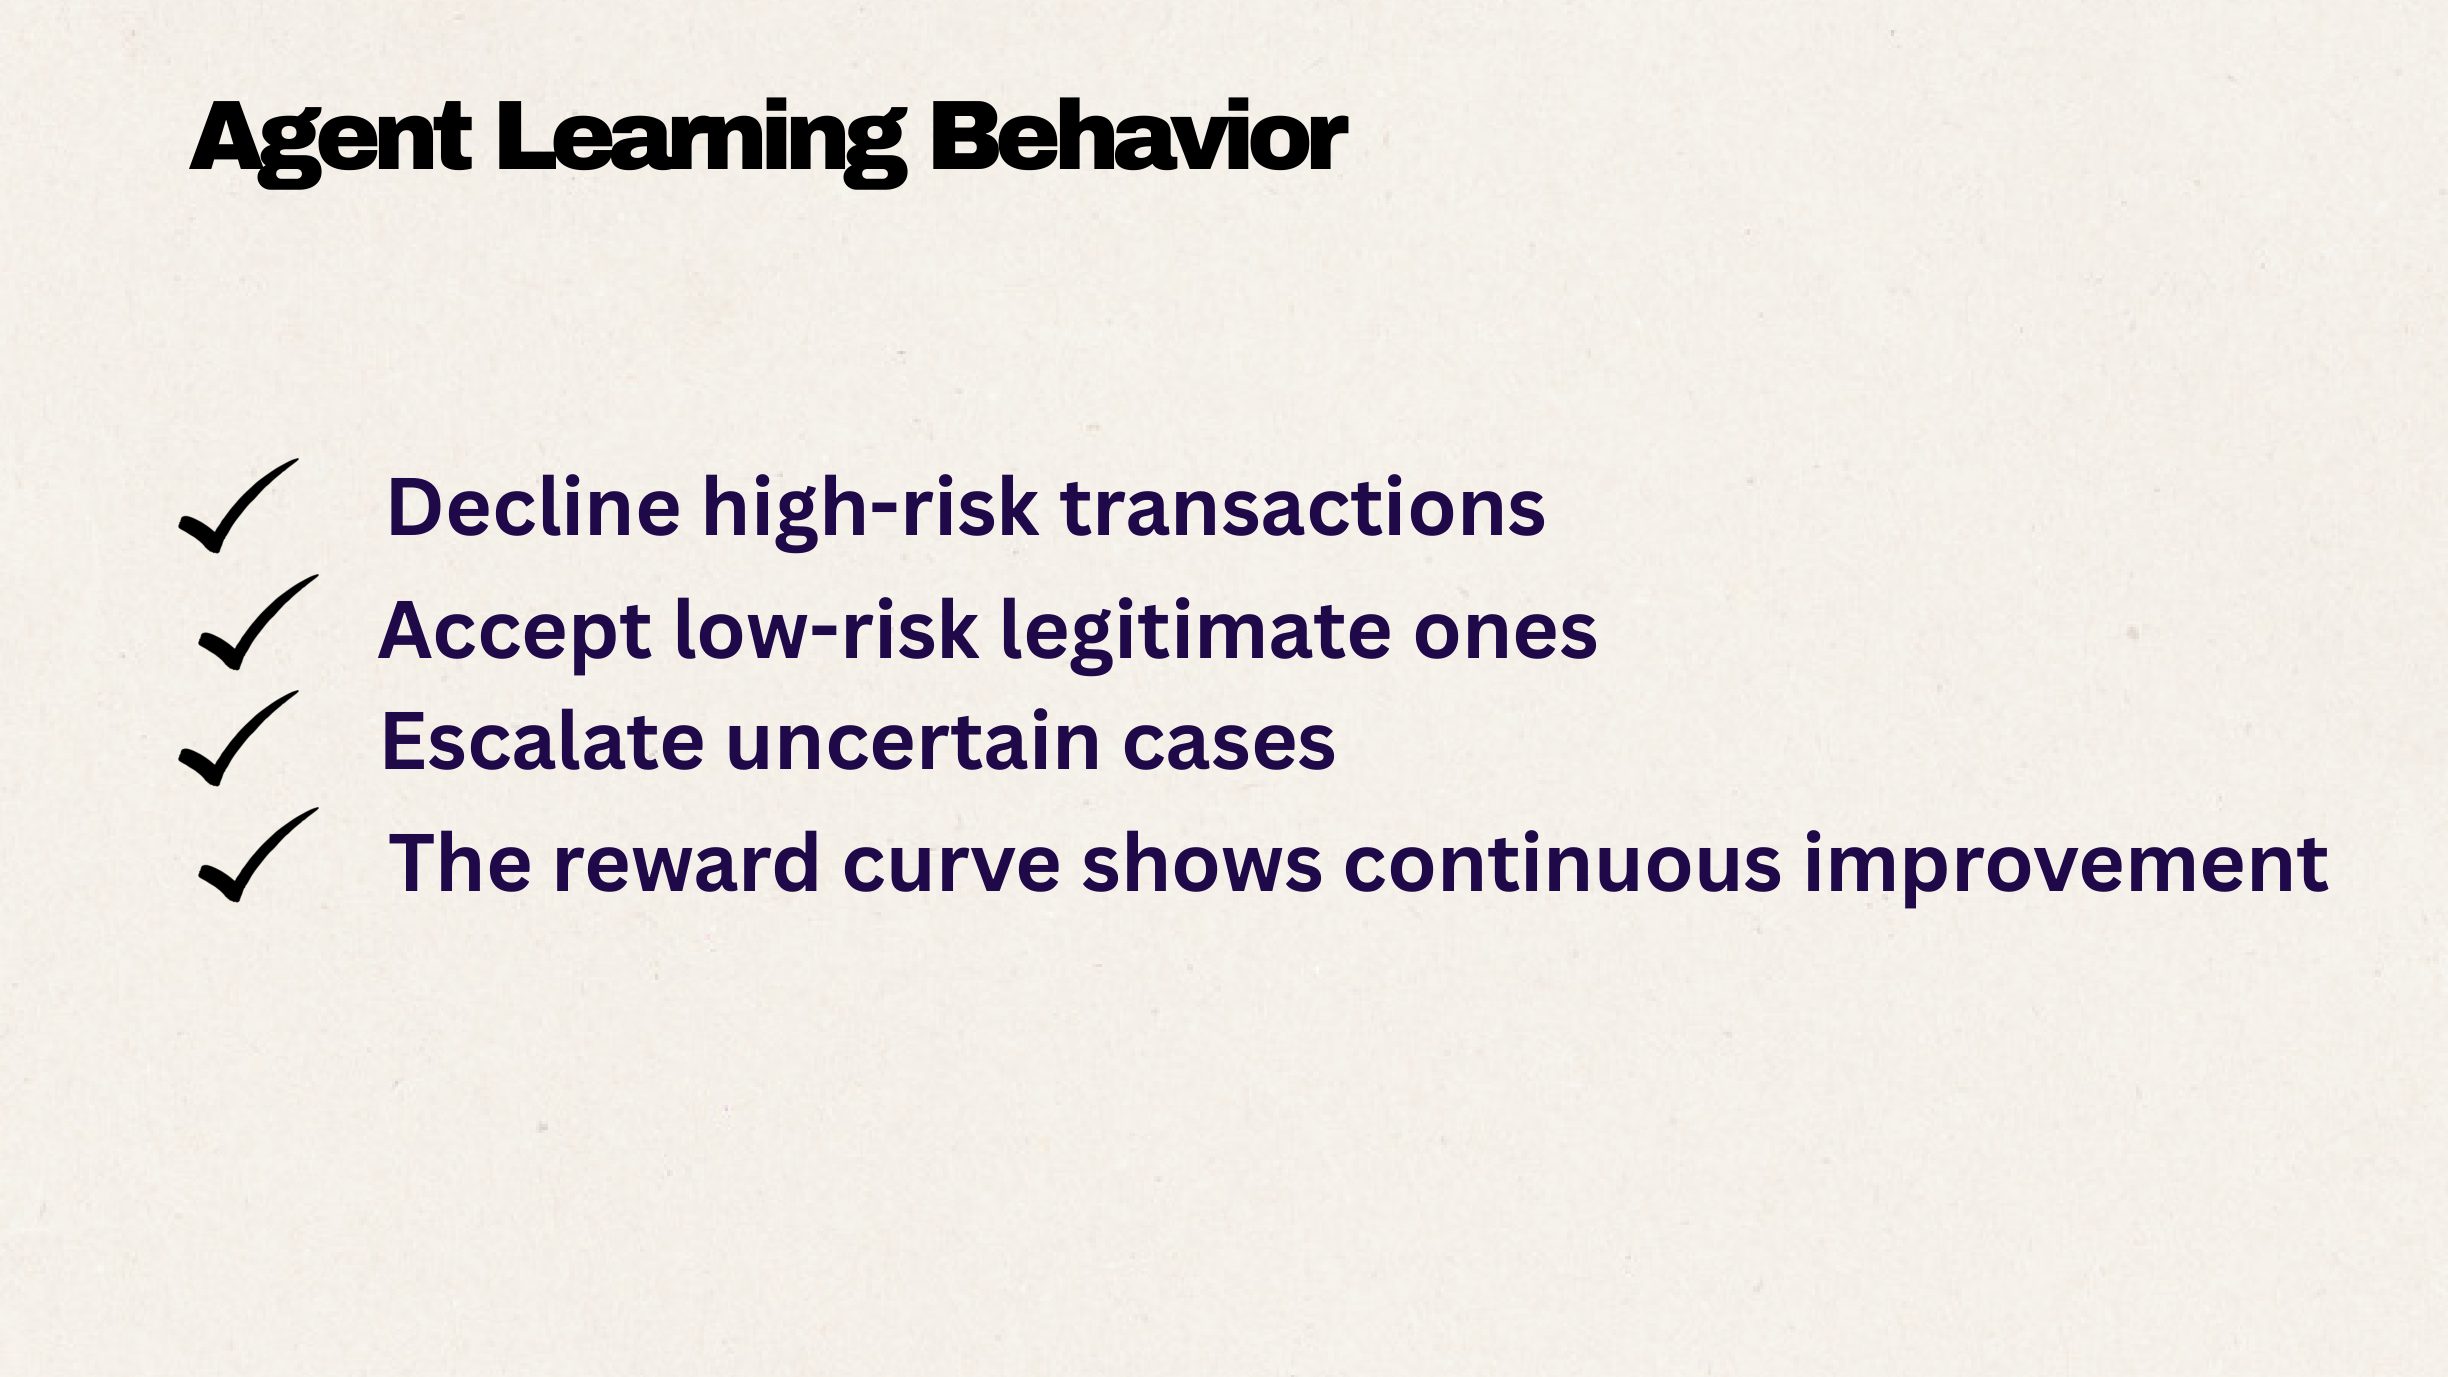 Agent Learning Behavior
Decline high-risk transactions
Accept low-risk legitimate ones
Escalate uncertain cases
The reward curve shows continuous improvement